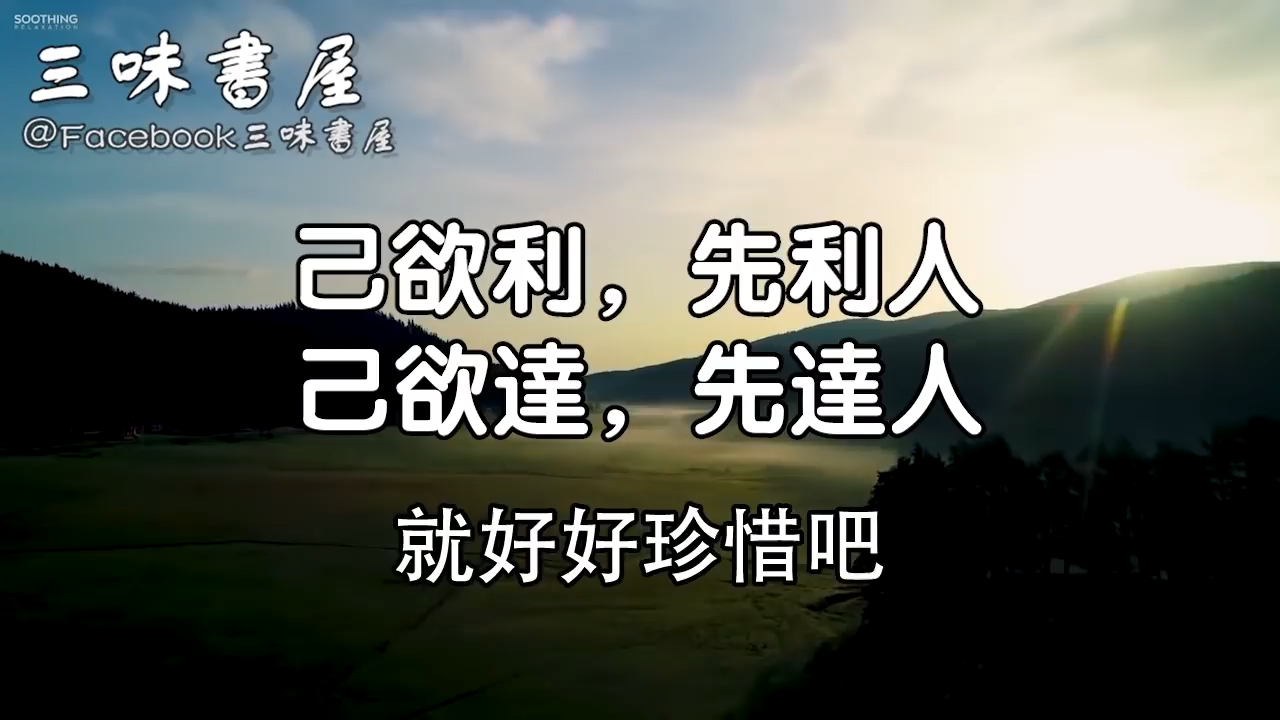 SOOTHING
RELAXATION
三味書屋
@Facebook三味書屋
己欲利，先利人
己欲達，先達人
就好好珍惜吧